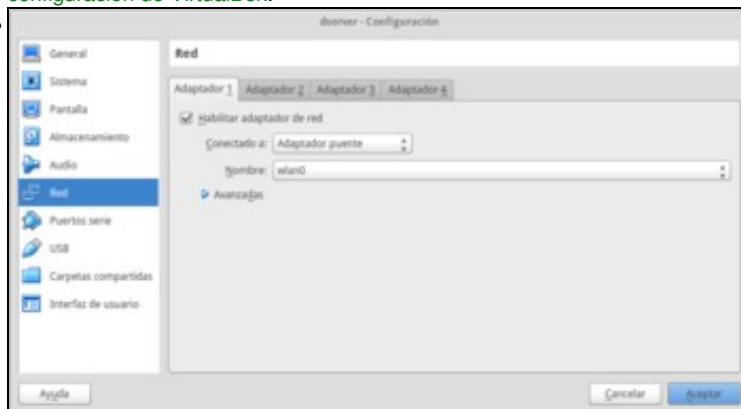 configuración de VirtualBox.
dserver - Configuración
General
Sistema
Pantalla
Almacenamiento
Audio
Red
Puertos serie
USB
Carpetas compartidas
Interfaz de usuario
Red
Adaptador 1 Adaptador 2 Adaptador 3 Adaptador 4
Habilitar adaptador de red
Conectado a: Adaptador puente
Nombre: wlan0
Avanzadas
Ayuda
Cancelar Aceptar